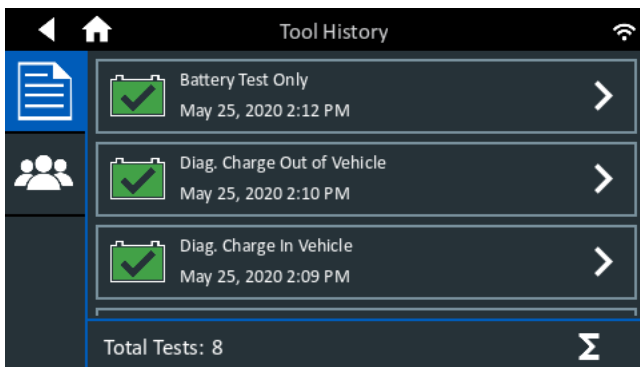 Tool History
Battery Test Only
May 25, 2020 2:12 PM
Diag. Charge Out of Vehicle
May 25, 2020 2:10 PM
Diag. Charge In Vehicle
May 25, 2020 2:09 PM
Total Tests: 8 Σ